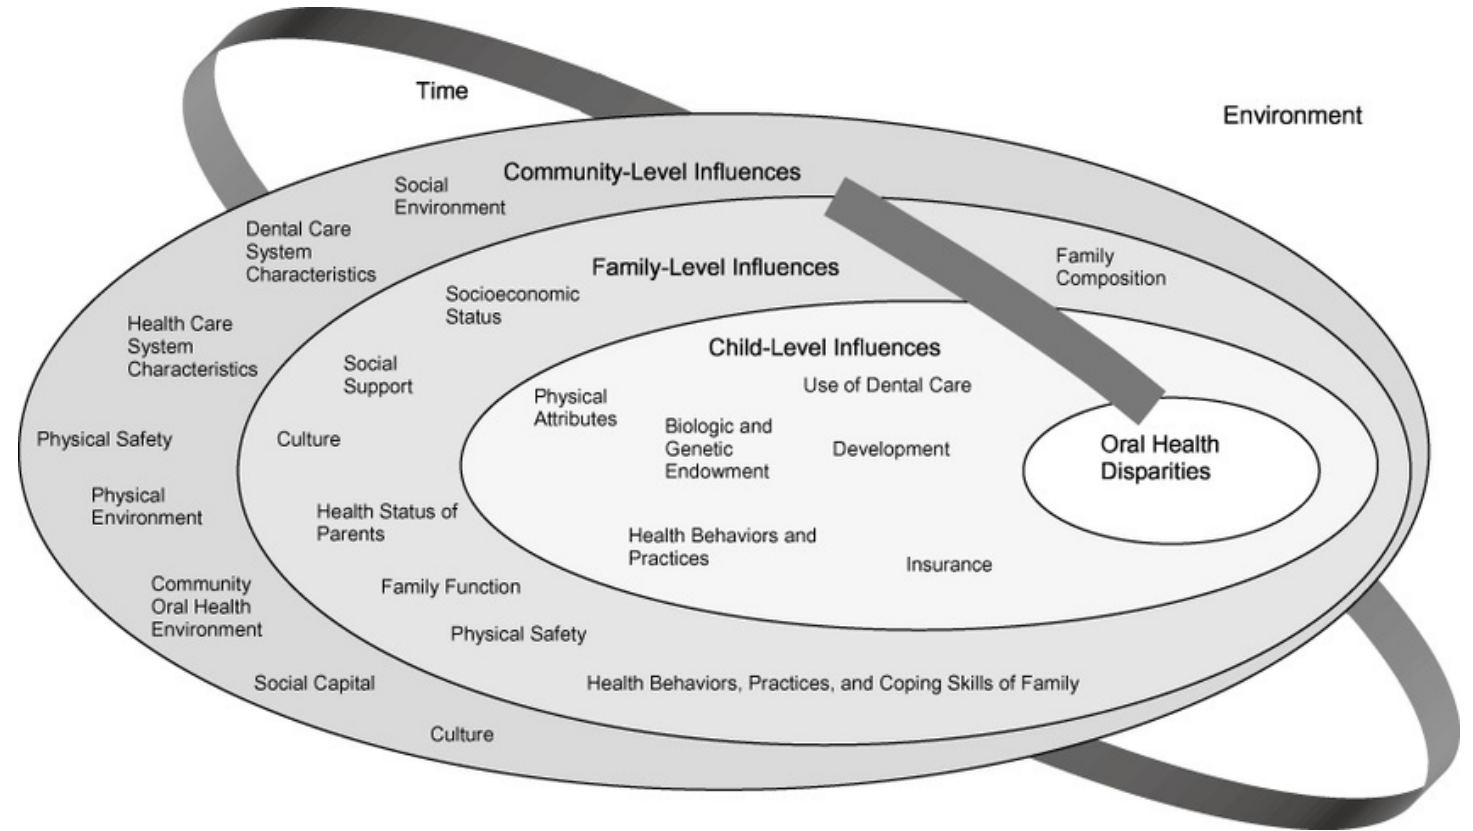 Time
Environment
Community-Level Influences
Social
Environment
Dental Care
System
Characteristics
Health Care
System
Characteristics
Physical Safety
Physical
Environment
Community
Oral Health
Environment
Social Capital
Culture
Family-Level Influences
Family
Composition
Socioeconomic
Status
Social
Support
Culture
Health Status of
Parents
Family Function
Physical Safety
Health Behaviors, Practices, and Coping Skills of Family
Child-Level Influences
Use of Dental Care
Physical
Attributes
Biologic and
Genetic
Endowment
Development
Health Behaviors and
Practices
Insurance
Oral Health
Disparities